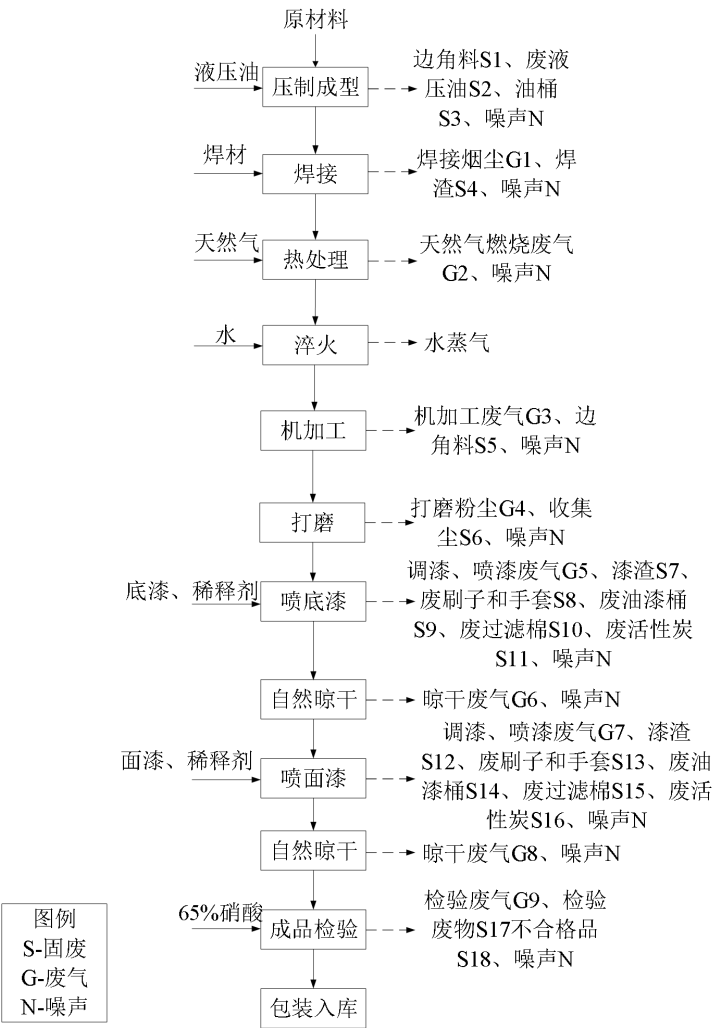 原材料
液压油
压制成型
边角料S1、废液
压油S2、油桶
S3、噪声N
焊材
焊接
焊接烟尘G1、焊
渣S4、噪声N
天然气
热处理
天然气燃烧废气
G2、噪声N
水
淬火
水蒸气
机加工
机加工废气G3、边
角料S5、噪声N
打磨
打磨粉尘G4、收集
尘S6、噪声N
底漆、稀释剂
喷底漆
调漆、喷漆废气G5、漆渣S7、
废刷子和手套S8、废油漆桶
S9、废过滤棉S10、废活性炭
S11、噪声N
自然晾干
晾干废气G6、噪声N
面漆、稀释剂
喷面漆
调漆、喷漆废气G7、漆渣
S12、废刷子和手套S13、废油
漆桶S14、废过滤棉S15、废活
性炭S16、噪声N
自然晾干
晾干废气G8、噪声N
65%硝酸
成品检验
检验废气G9、检验
废物S17不合格品
S18、噪声N
包装入库
图例
S-固废
G-废气
N-噪声